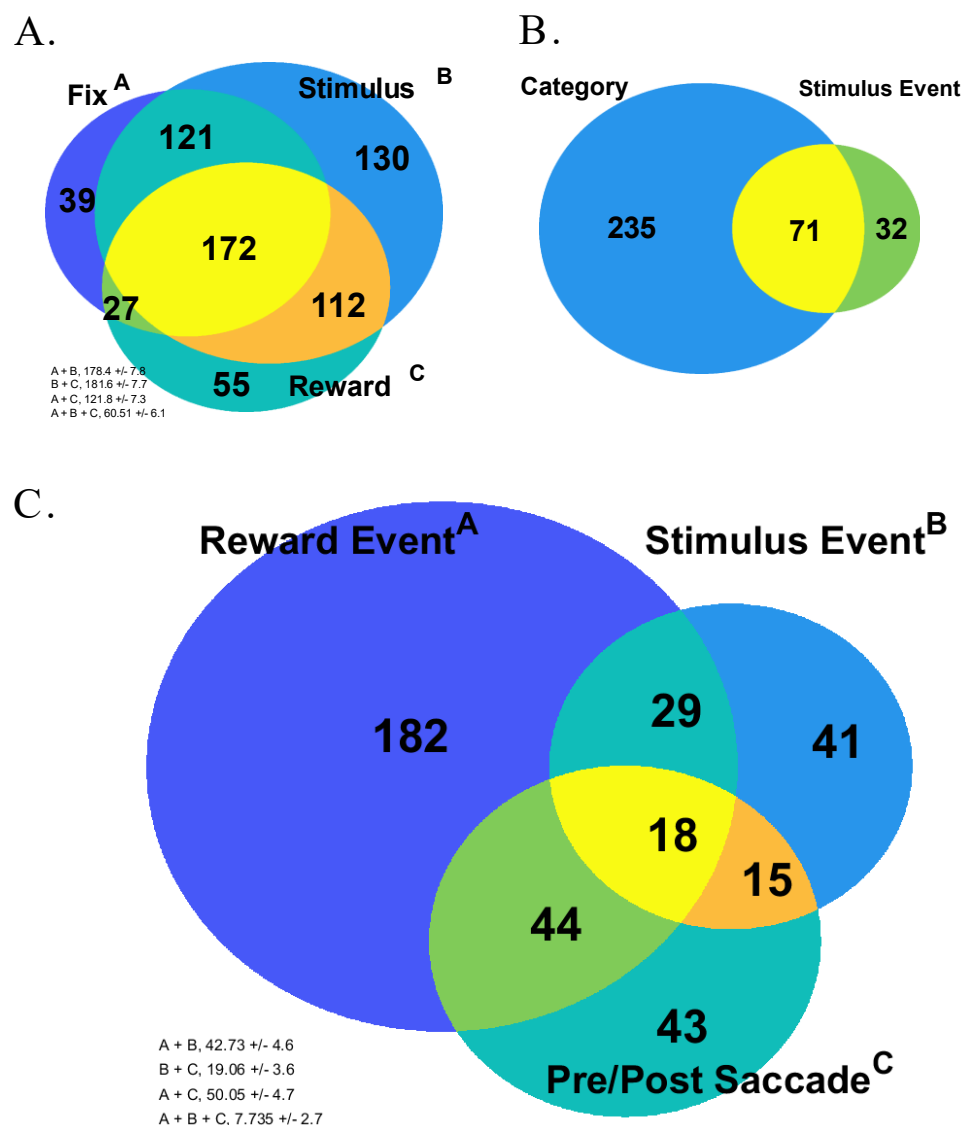 A.
Fix A
Stimulus B
121
130
39
172
27
112
55
Reward C
A + B, 178.4 +/- 7.8
B + C, 181.6 +/- 7.7
A + C, 121.8 +/- 7.3
A + B + C, 60.51 +/- 6.1
B.
Category
Stimulus Event
235
71
32
C.
Reward Event A
Stimulus Event B
182
29
41
18
15
44
43
Pre/Post Saccade C
A + B, 42.73 +/- 4.6
B + C, 19.06 +/- 3.6
A + C, 50.05 +/- 4.7
A + B + C, 7.735 +/- 2.7